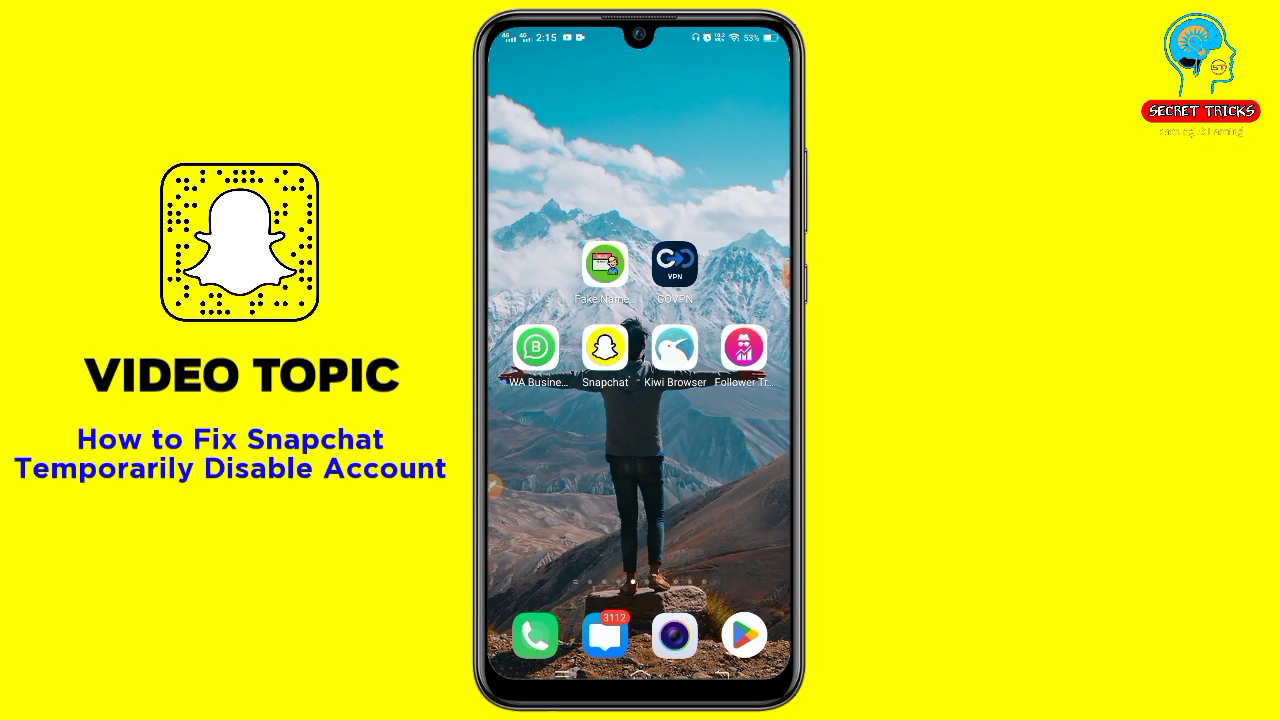 2:15
53%
SECRET TRICKS
VIDEO TOPIC
How to Fix Snapchat
Temporarily Disable Account
VPN
Fake Name...
GOVPN
B
WA Busine...
Snapchat
Kiwi Browser
Follower Tr...
3112